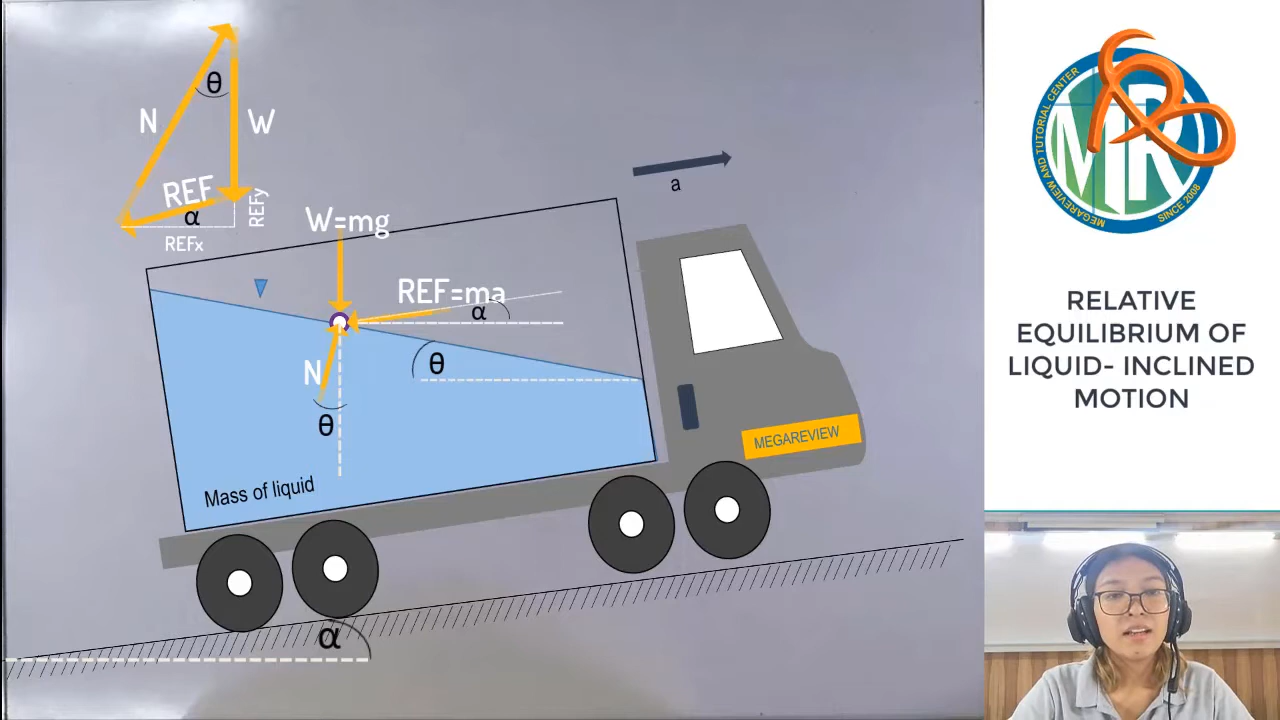 θ
N
W
REF
α
REFy
REFx
W=mg
a
REF=ma
α
θ
N
θ
Mass of liquid
MEGAREVIEW
α
MEGAREVIEW AND TUTORIAL CENTER
MR
SINCE 2008
RELATIVE
EQUILIBRIUM OF
LIQUID- INCLINED
MOTION